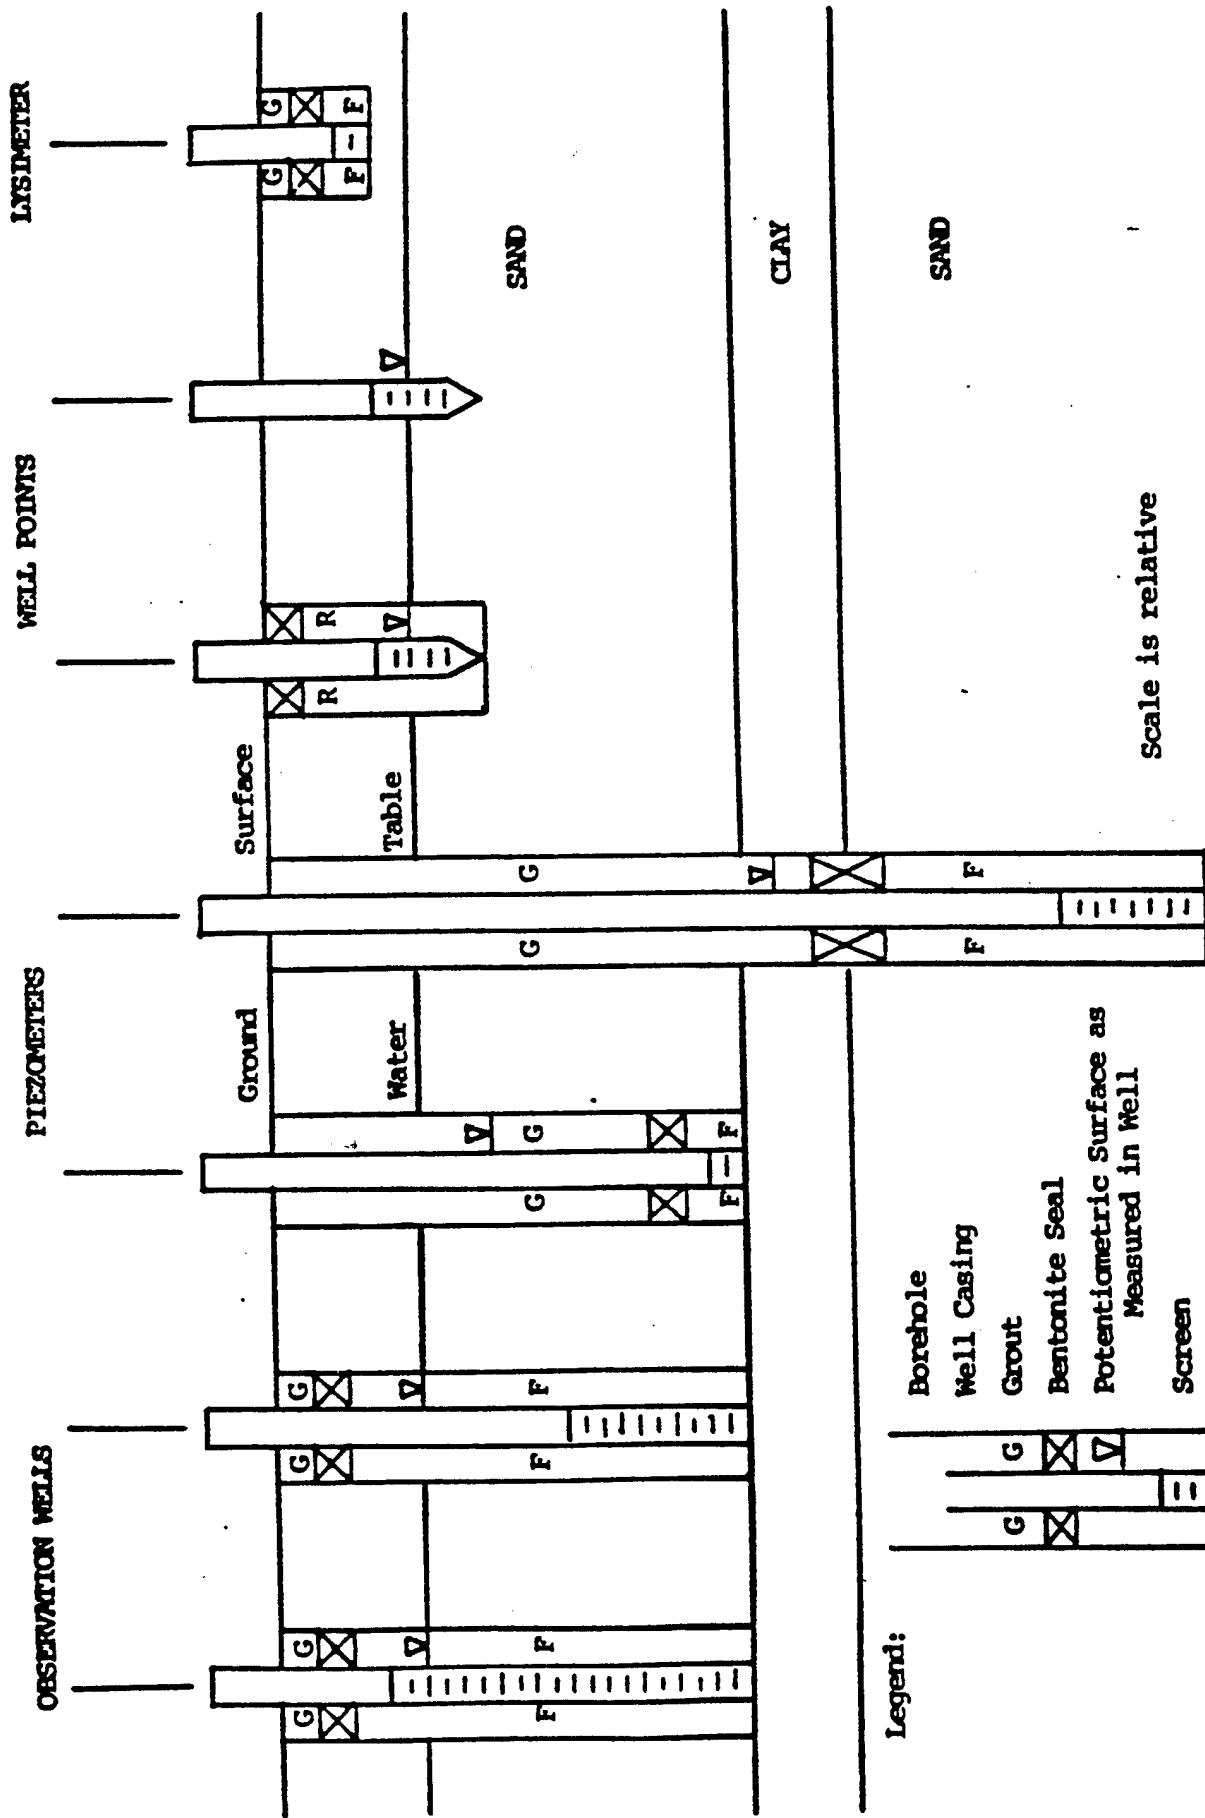 OBSERVATION WELLS
PIEZOMETERS
WELL POINTS
LYSIMETER
G G
G G
G G
Ground Surface
R R
Water Table
F F
F F
G G
G G
F F
F F
F F
SAND
CLAY
SAND
Legend:
Borehole
Well Casing
G G Grout
Bentonite Seal
Potentiometric Surface as
Measured in Well
Screen
Scale is relative